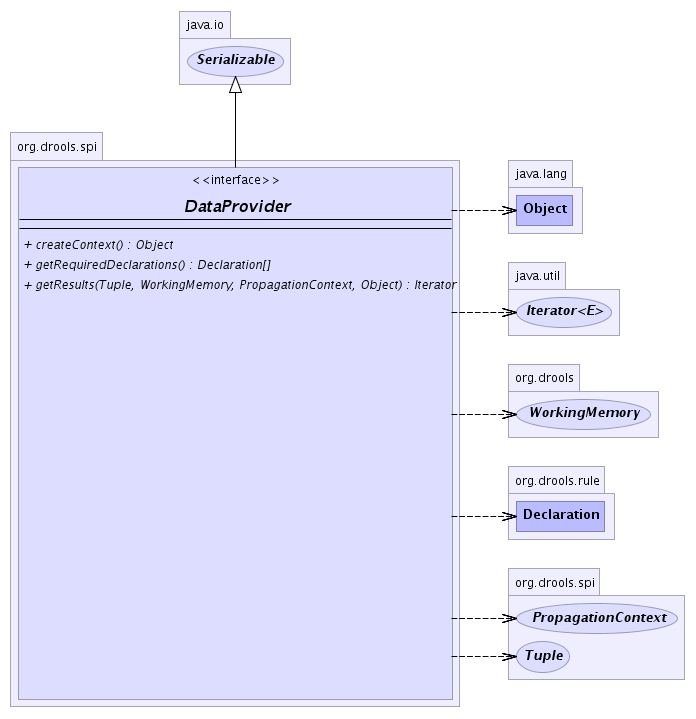 java.io
Serializable
org.drools.spi
<<interface>>
DataProvider
+ createContext() : Object
+ getRequiredDeclarations() : Declaration[]
+ getResults(Tuple, WorkingMemory, PropagationContext, Object) : Iterator
java.lang
Object
java.util
Iterator<E>
org.drools
WorkingMemory
org.drools.rule
Declaration
org.drools.spi
PropagationContext
Tuple